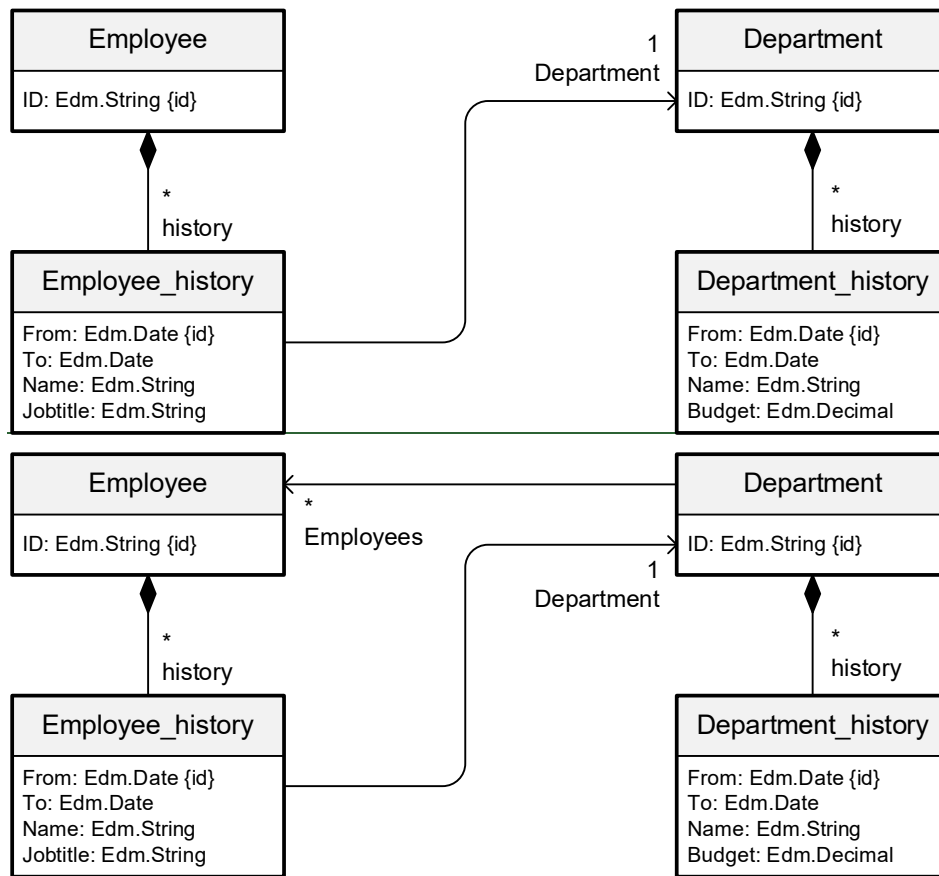 Employee
ID: Edm.String {id}
1
Department
Department
ID: Edm.String {id}
*
history
*
history
Employee_history
From: Edm.Date {id}
To: Edm.Date
Name: Edm.String
Jobtitle: Edm.String
Department_history
From: Edm.Date {id}
To: Edm.Date
Name: Edm.String
Budget: Edm.Decimal
Employee
ID: Edm.String {id}
*
Employees
Department
ID: Edm.String {id}
1
Department
*
history
*
history
Employee_history
From: Edm.Date {id}
To: Edm.Date
Name: Edm.String
Jobtitle: Edm.String
Department_history
From: Edm.Date {id}
To: Edm.Date
Name: Edm.String
Budget: Edm.Decimal